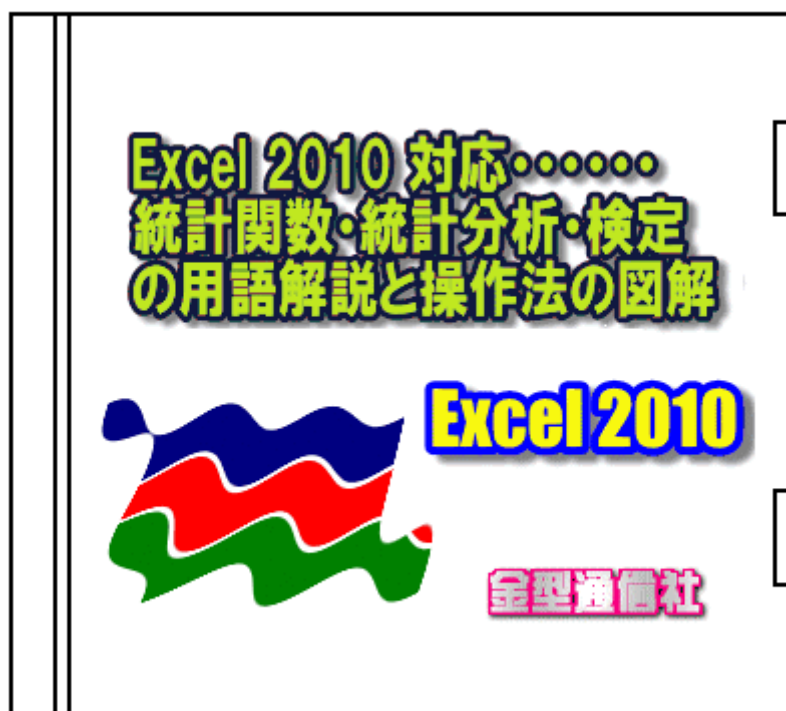 Excel 2010 対応‥‥‥
統計関数・統計分析・検定
の用語解説と操作法の図解
Excel 2010
金型通信社